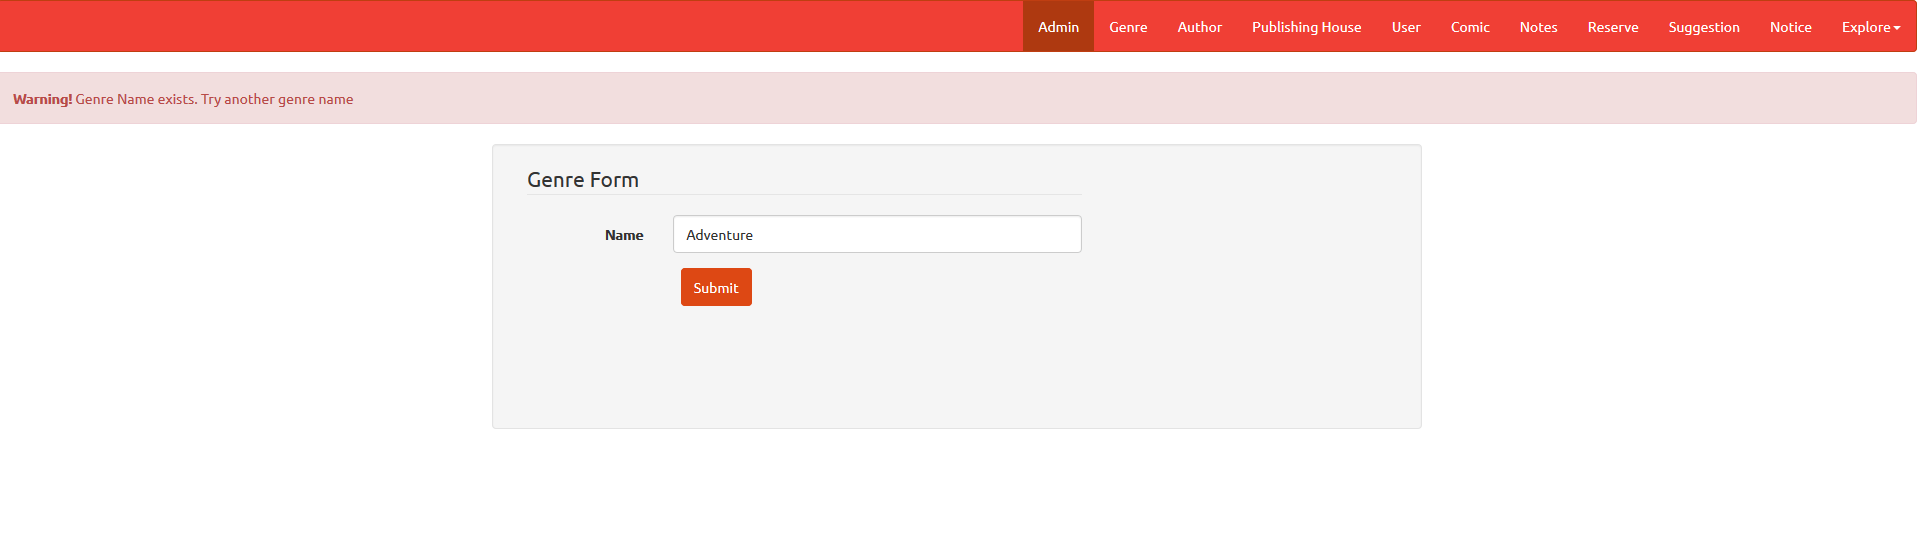 Admin Genre Author Publishing House User Comic Notes Reserve Suggestion Notice Explore
Warning! Genre Name exists. Try another genre name
Genre Form
Name Adventure
Submit